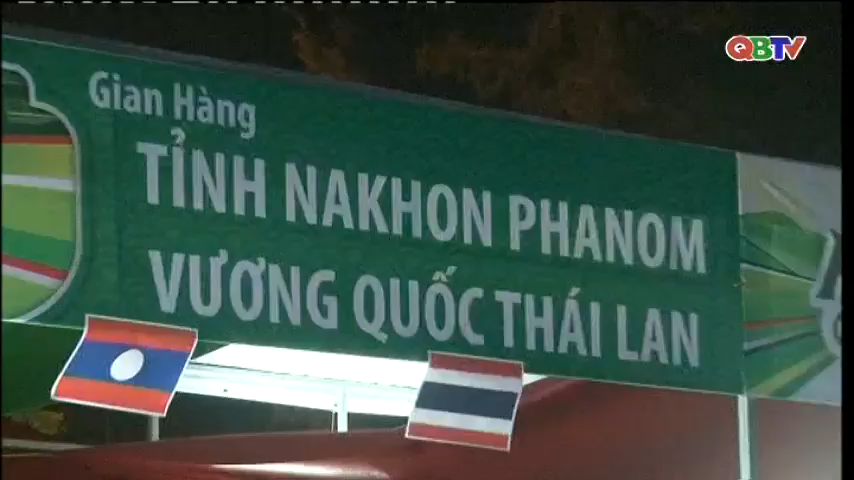 QBTV
Gian Hàng
TỈNH NAKHON PHANOM
VƯƠNG QUỐC THÁI LAN